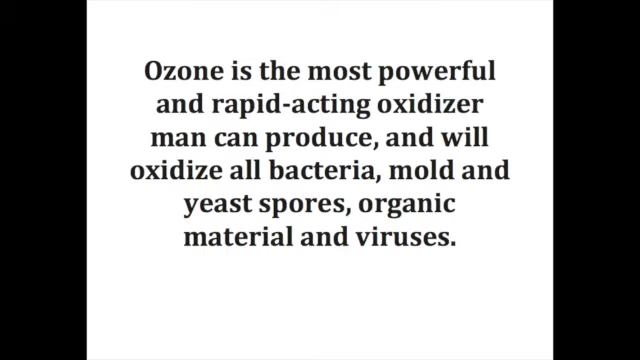 Ozone is the most powerful
and rapid-acting oxidizer
man can produce, and will
oxidize all bacteria, mold and
yeast spores, organic
material and viruses.